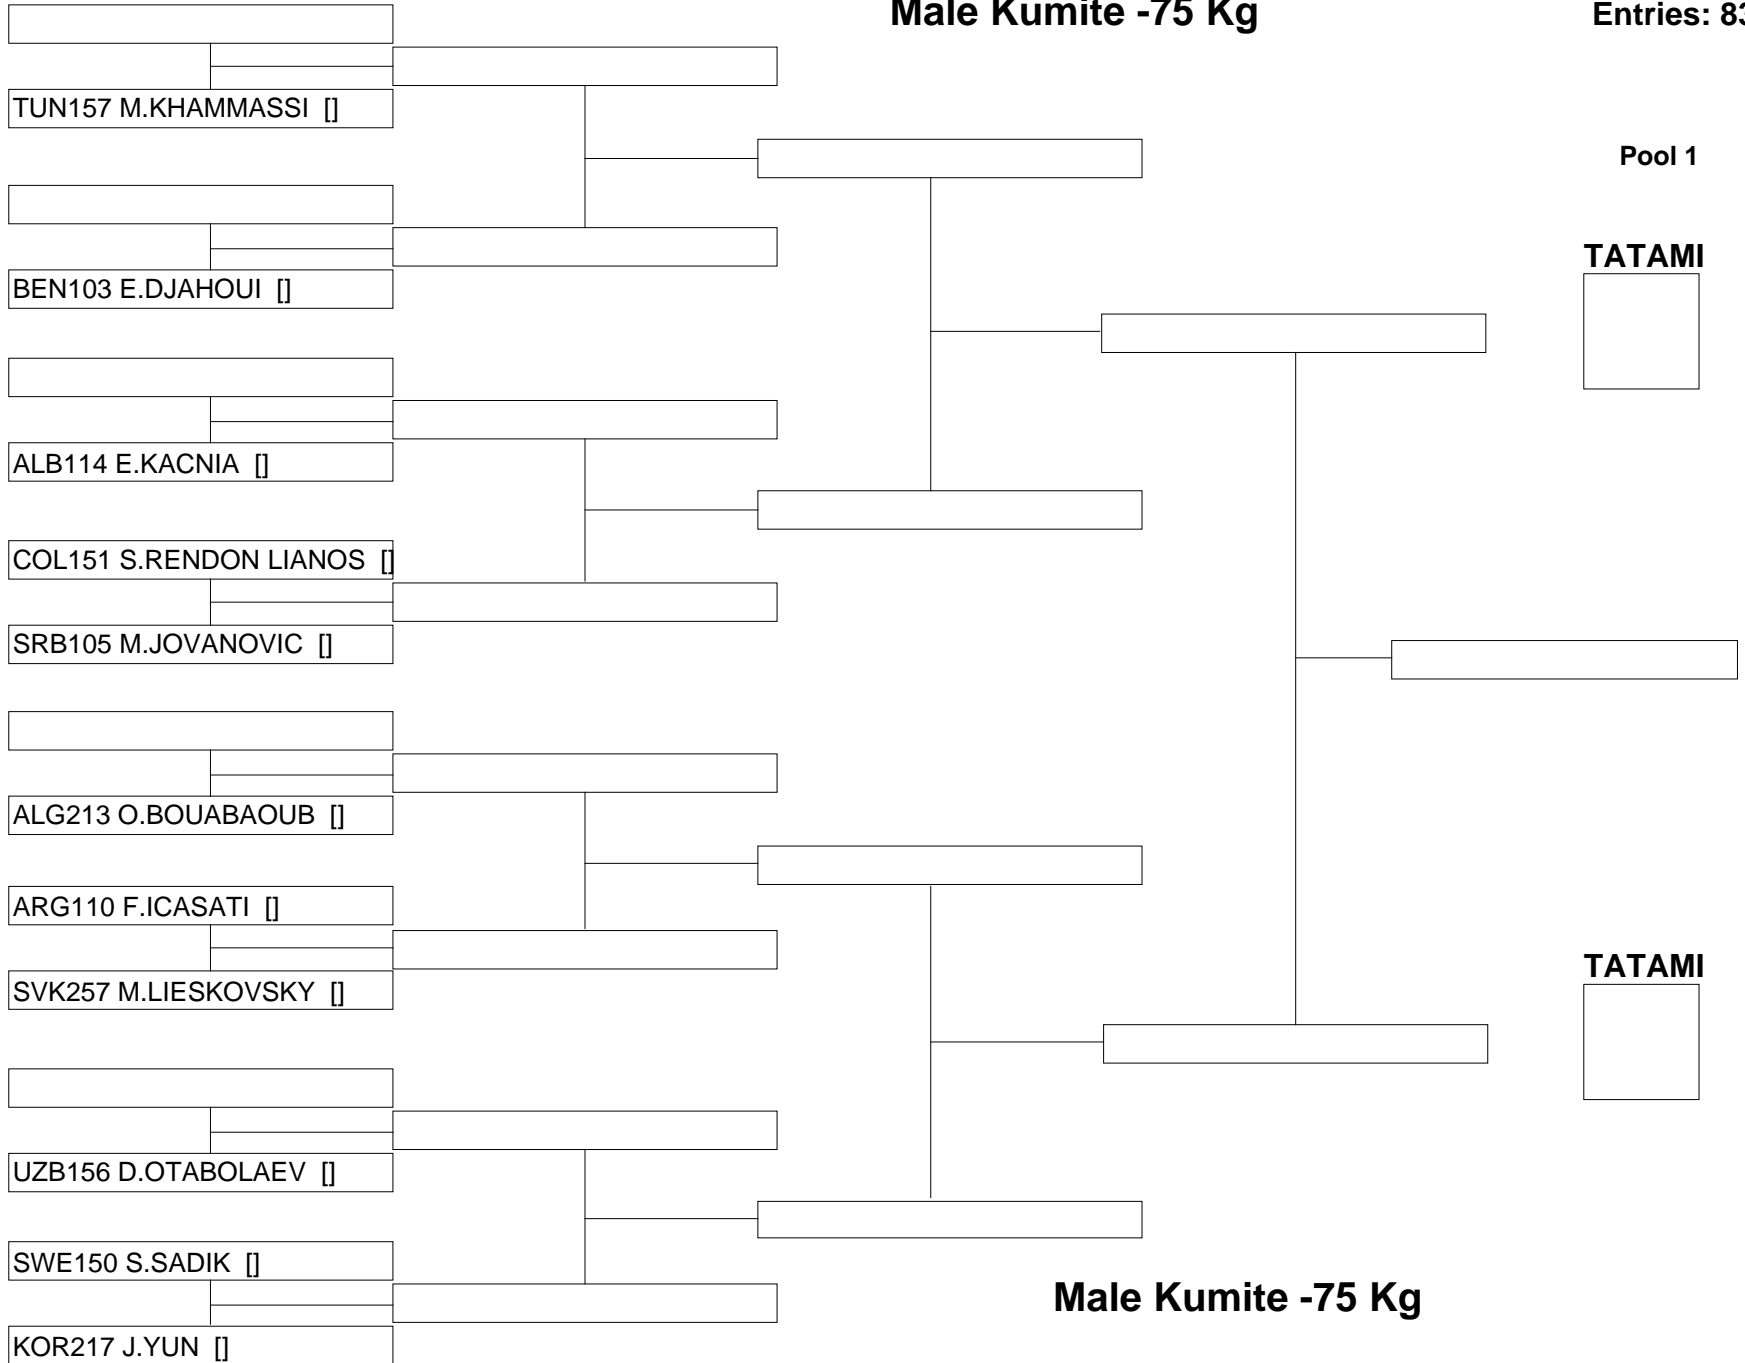 Male Kumite -75 Kg
Entries: 83
TUN157 M.KHAMMASSI []
Pool 1
BEN103 E.DJAHOUI []
TATAMI
ALB114 E.KACNIA []
COL151 S.RENDON LIANOS []
SRB105 M.JOVANOVIC []
ALG213 O.BOUABAOUB []
ARG110 F.ICASATI []
SVK257 M.LIESKOVSKY []
TATAMI
UZB156 D.OTABOLAEV []
SWE150 S.SADIK []
Male Kumite -75 Kg
KOR217 J.YUN []